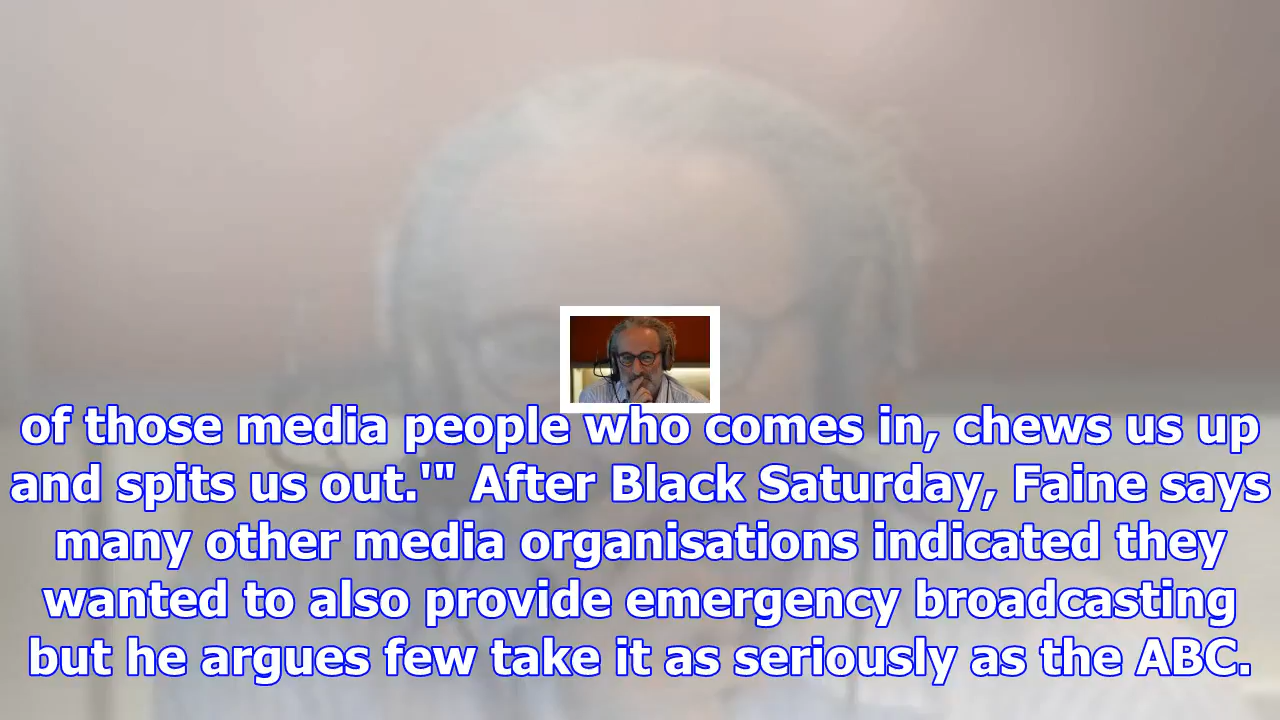 of those media people who comes in, chews us up
and spits us out.'" After Black Saturday, Faine says
many other media organisations indicated they
wanted to also provide emergency broadcasting
but he argues few take it as seriously as the ABC.